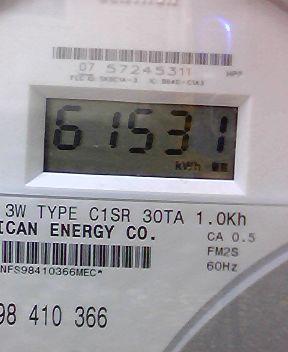 07 57245311 HPP
61531
kWh
3W TYPE C1SR 30TA 1.0Kh
ICAN ENERGY CO.
CA 0.5
FM2S
60Hz
NFS98410366MEC*
98 410 366